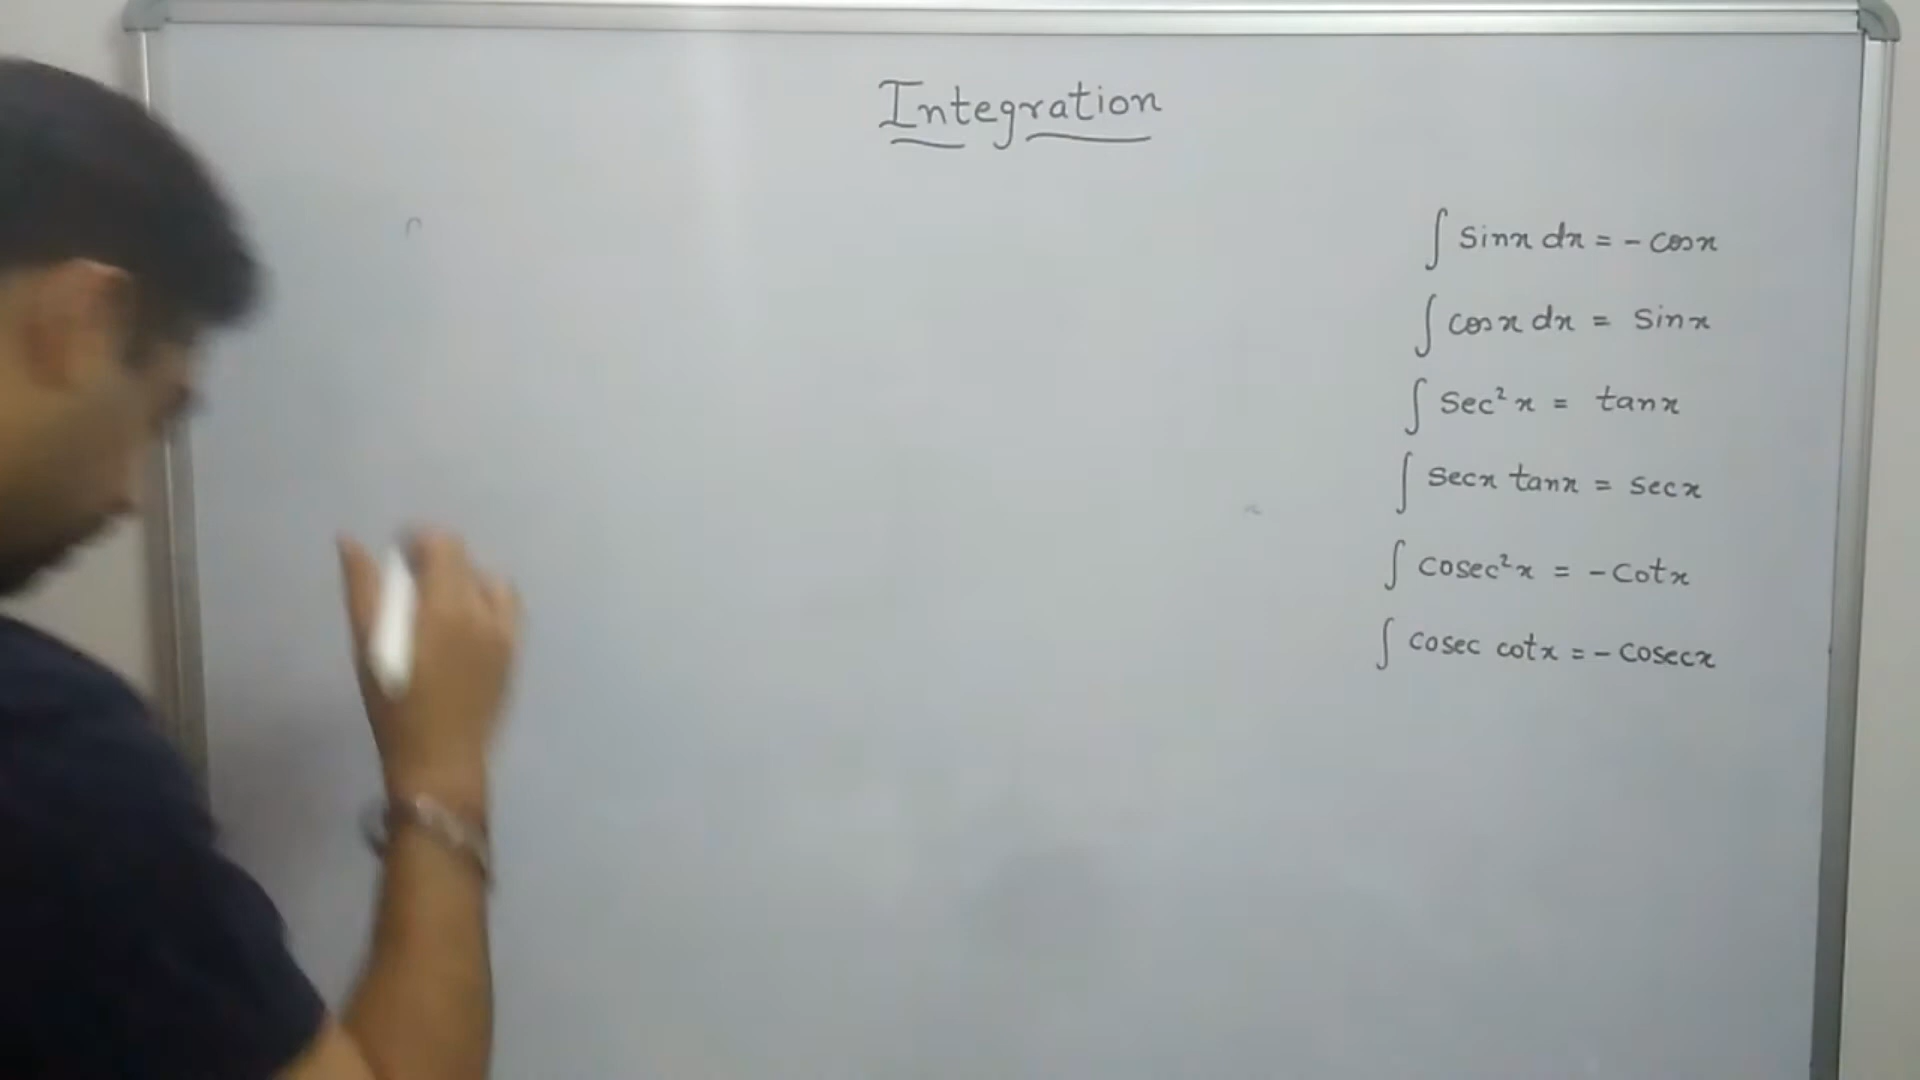 Integration
∫ sinx dx = - cosx
∫ cosx dx = sinx
∫ sec²x = tanx
∫ secx tanx = secx
∫ cosec²x = -cotx
∫ cosec cotx = - cosecx